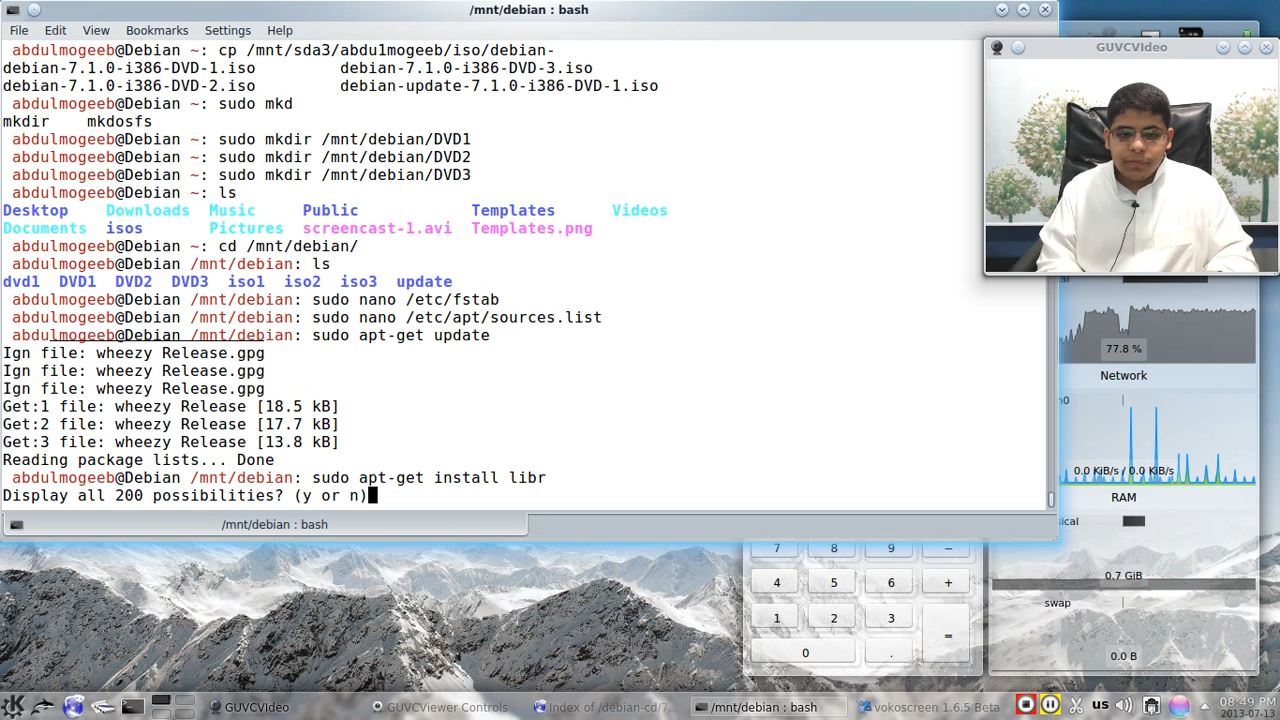 /mnt/debian : bash
File Edit View Bookmarks Settings Help
abdulmogeeb@Debian ~: cp /mnt/sda3/abdu1mogeeb/iso/debian-
debian-7.1.0-i386-DVD-1.iso debian-7.1.0-i386-DVD-3.iso
debian-7.1.0-i386-DVD-2.iso debian-update-7.1.0-i386-DVD-1.iso
abdulmogeeb@Debian ~: sudo mkd
mkdir mkdosfs
abdulmogeeb@Debian ~: sudo mkdir /mnt/debian/DVD1
abdulmogeeb@Debian ~: sudo mkdir /mnt/debian/DVD2
abdulmogeeb@Debian ~: sudo mkdir /mnt/debian/DVD3
abdulmogeeb@Debian ~: ls
Desktop Downloads Music Public Templates Videos
Documents isos Pictures screencast-1.avi Templates.png
abdulmogeeb@Debian ~: cd /mnt/debian/
abdulmogeeb@Debian /mnt/debian: ls
dvd1 DVD1 DVD2 DVD3 iso1 iso2 iso3 update
abdulmogeeb@Debian /mnt/debian: sudo nano /etc/fstab
abdulmogeeb@Debian /mnt/debian: sudo nano /etc/apt/sources.list
abdulmogeeb@Debian /mnt/debian: sudo apt-get update
Ign file: wheezy Release.gpg
Ign file: wheezy Release.gpg
Ign file: wheezy Release.gpg
Get:1 file: wheezy Release [18.5 kB]
Get:2 file: wheezy Release [17.7 kB]
Get:3 file: wheezy Release [13.8 kB]
Reading package lists... Done
abdulmogeeb@Debian /mnt/debian: sudo apt-get install libr
Display all 200 possibilities? (y or n)
/mnt/debian : bash
GUVCVIdeo
77.8 %
Network
0.0 KiB/s / 0.0 KiB/s
RAM
0.7 GiB
swap
0.0 B
7 8 9 −
4 5 6 +
1 2 3 =
0 .
GUVCVIdeo GUVCVIdeo Controls Index of /debian-cd/7. /mnt/debian : bash vokoscreen 1.6.5 Beta us 08:49 PM
2013-07-13